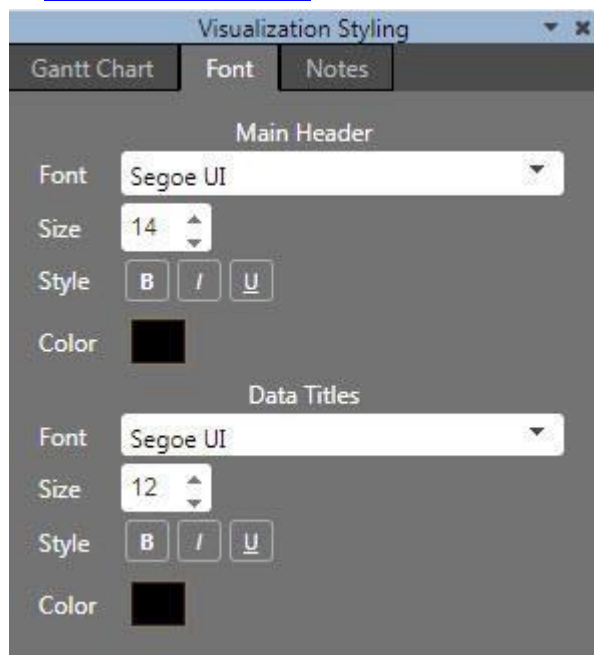 Visualization Styling
Gantt Chart Font Notes
Main Header
Font Segoe UI
Size 14
Style B I U
Color
Data Titles
Font Segoe UI
Size 12
Style B I U
Color